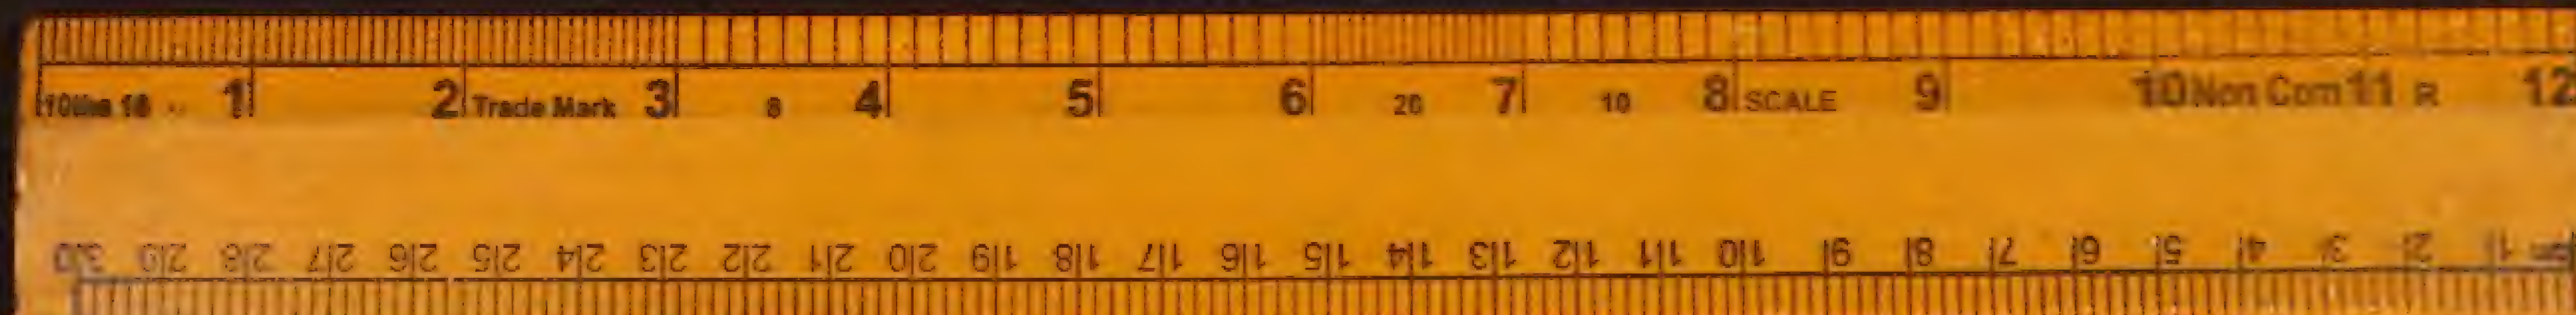 10ths 16 1 2 Trade Mark 3 8 4 5 6 20 7 10 8 SCALE 9 10 Non Com 11 R 12
cm 1 2 3 4 5 6 7 8 9 10 11 12 13 14 15 16 17 18 19 20 21 22 23 24 25 26 27 28 29 30